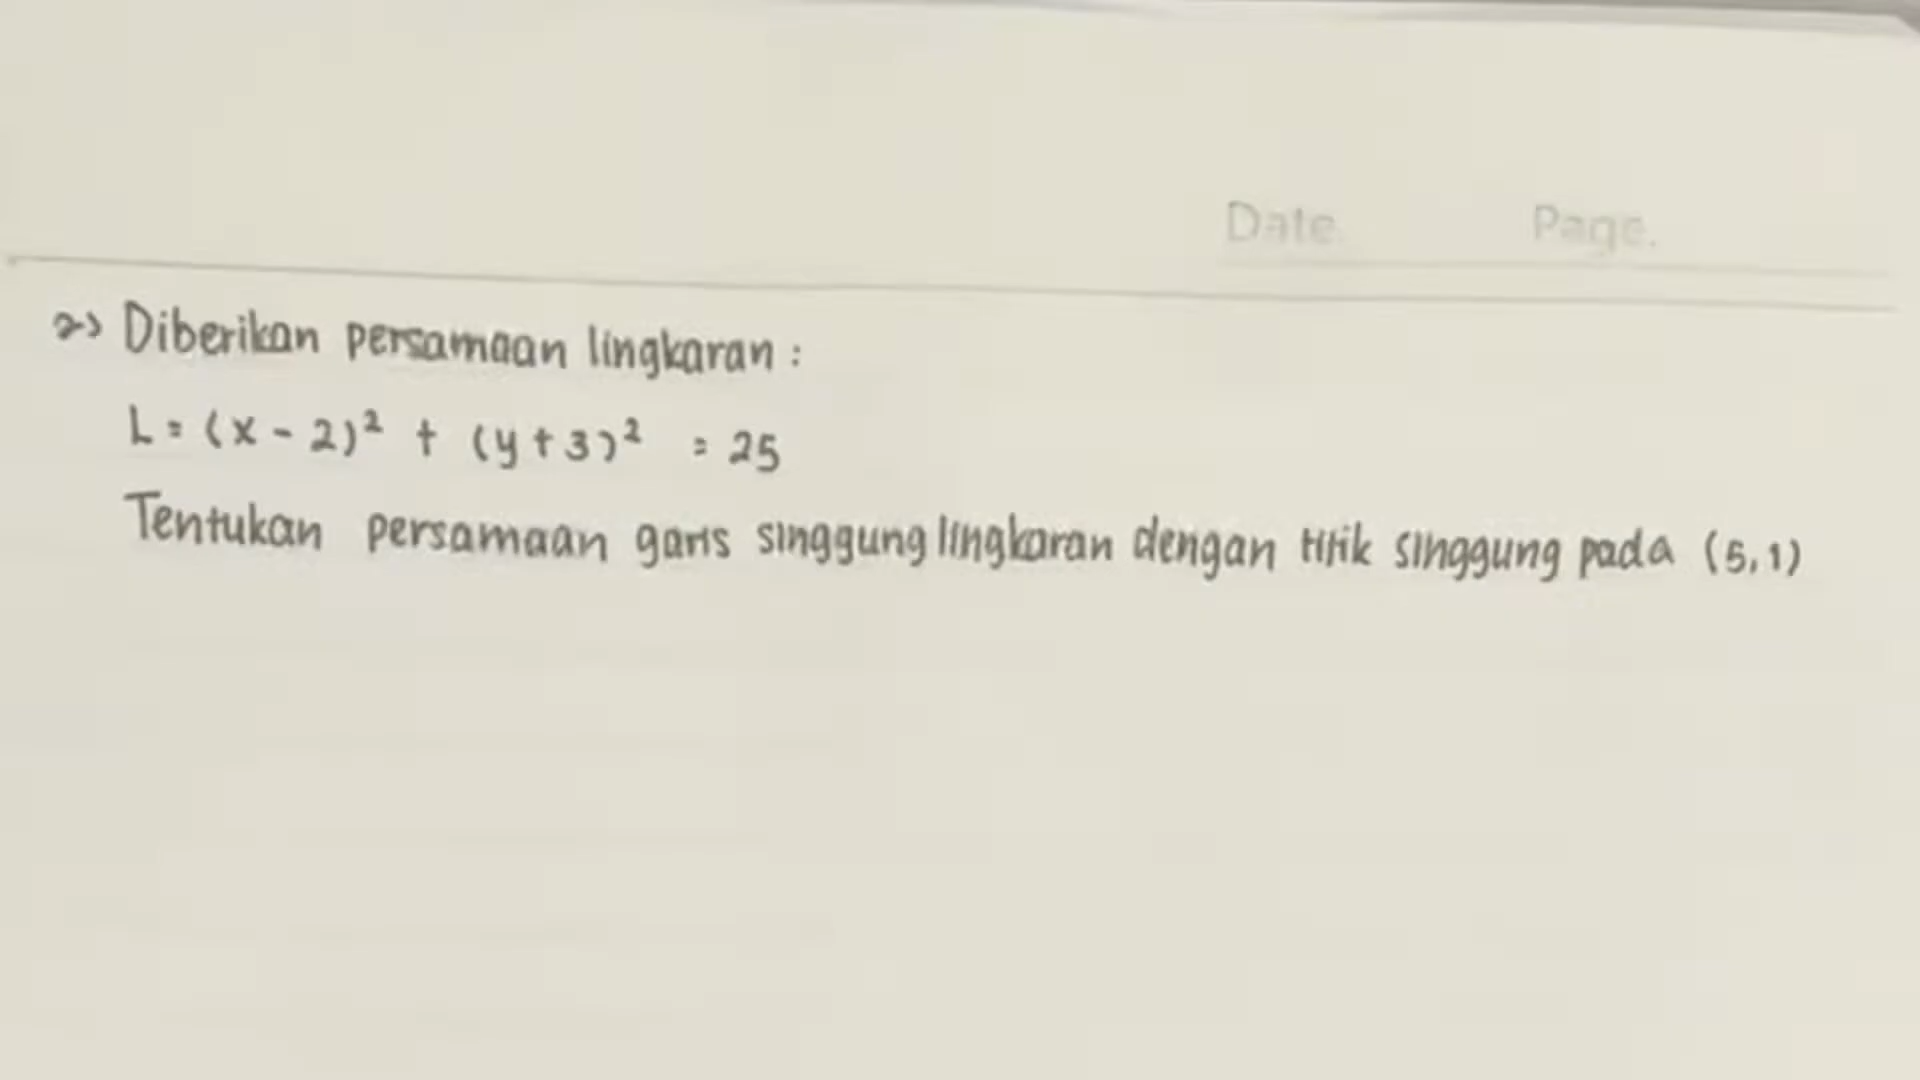 Date. Page.
2) Diberikan persamaan lingkaran :
L = (x - 2)² + (y + 3)² = 25
Tentukan persamaan garis singgung lingkaran dengan titik singgung pada (5,1)